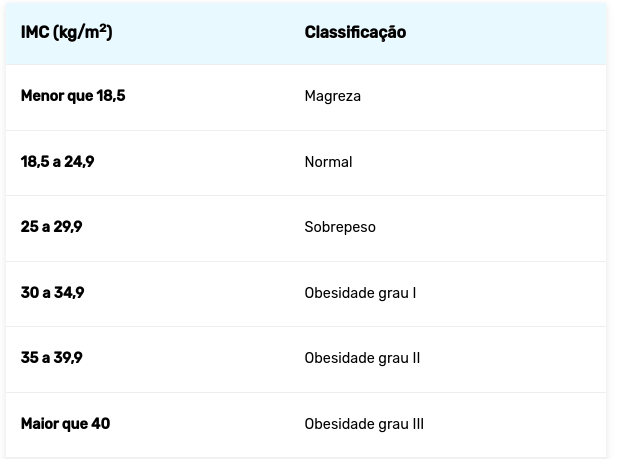 IMC (kg/m²) Classificação
Menor que 18,5 Magreza
18,5 a 24,9 Normal
25 a 29,9 Sobrepeso
30 a 34,9 Obesidade grau I
35 a 39,9 Obesidade grau II
Maior que 40 Obesidade grau III